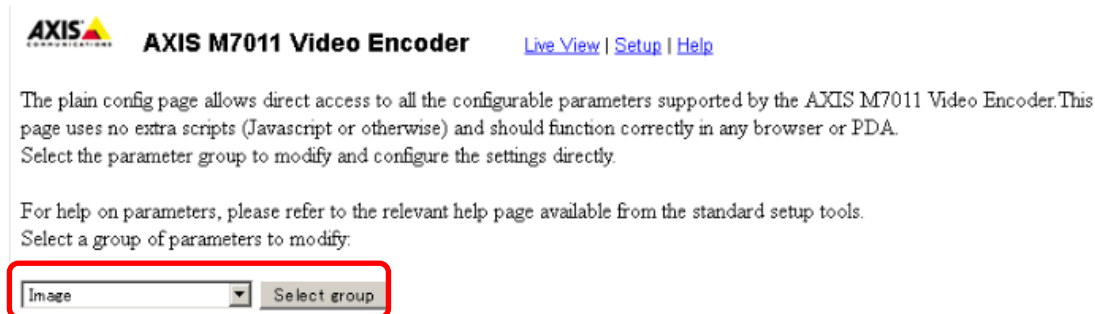 AXIS
COMMUNICATIONS
AXIS M7011 Video Encoder Live View | Setup | Help
The plain config page allows direct access to all the configurable parameters supported by the AXIS M7011 Video Encoder.This
page uses no extra scripts (Javascript or otherwise) and should function correctly in any browser or PDA.
Select the parameter group to modify and configure the settings directly.
For help on parameters, please refer to the relevant help page available from the standard setup tools.
Select a group of parameters to modify:
Image Select group